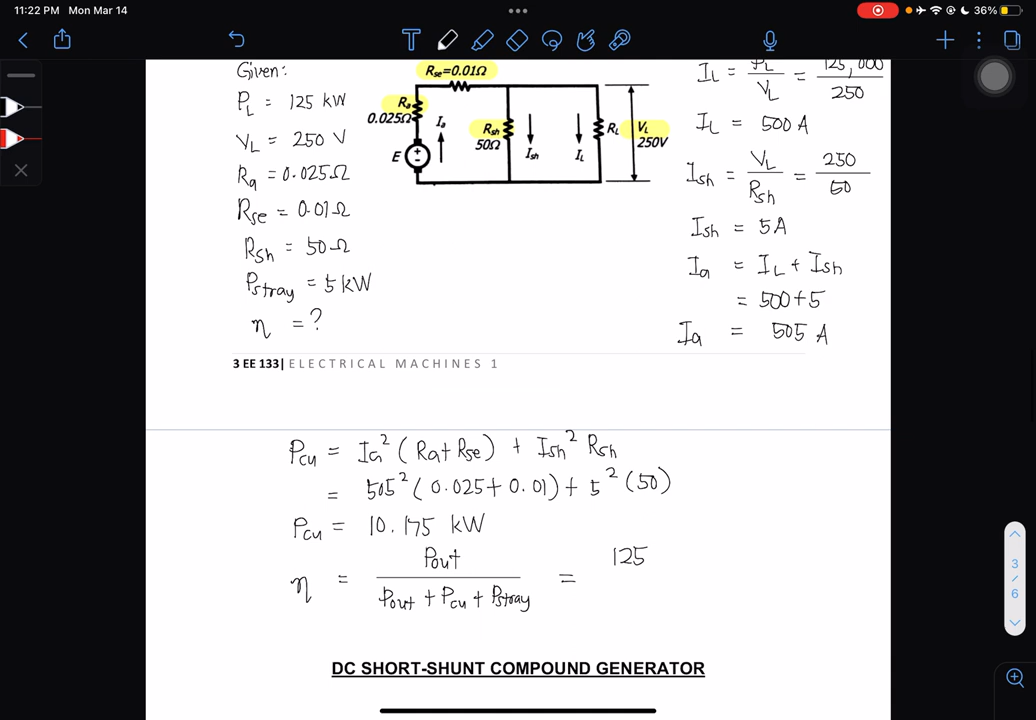 11:22 PM Mon Mar 14
36%
Given:
PL = 125 kW
VL = 250 V
Ra = 0.025Ω
Rse = 0.01Ω
Rsh = 50Ω
Pstray = 5 kW
η = ?
Rse=0.01Ω
Ra
0.025Ω
Ia
E
+
-
Rsh
50Ω
Ish
IL
RL
VL
250V
IL = PL/VL = 125,000/250
IL = 500 A
Ish = VL/Rsh = 250/50
Ish = 5A
Ia = IL + Ish
= 500+5
Ia = 505 A
3 EE 133| ELECTRICAL MACHINES 1
Pcu = Ia² (Ra+Rse) + Ish² Rsh
= 505² (0.025+0.01) + 5² (50)
Pcu = 10.175 kW
η = Pout/(Pout + Pcu + Pstray) = 125
DC SHORT-SHUNT COMPOUND GENERATOR
3
/
6